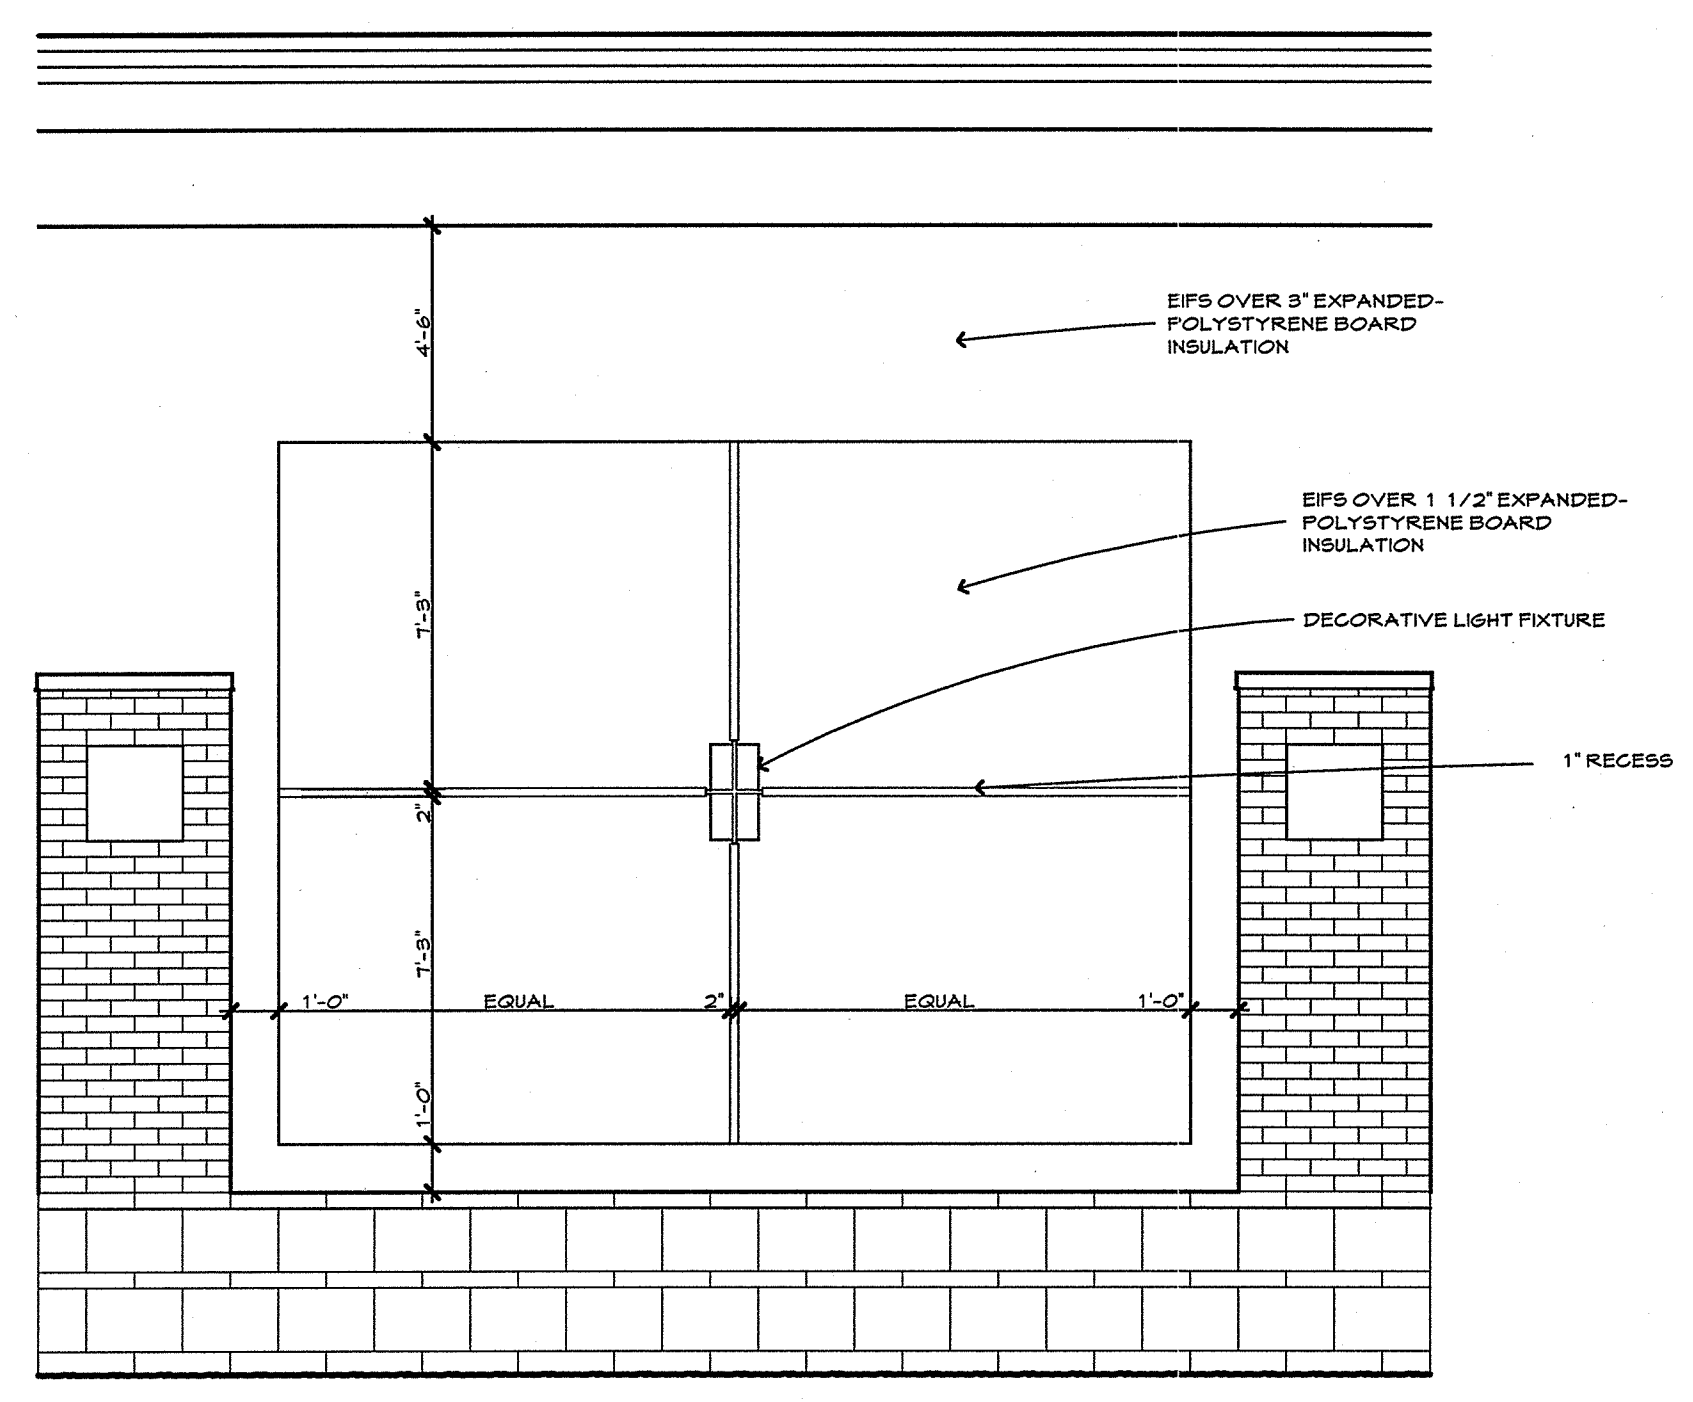 4'-6"
EIFS OVER 3" EXPANDED-
POLYSTYRENE BOARD
INSULATION
EIFS OVER 1 1/2" EXPANDED-
POLYSTYRENE BOARD
INSULATION
7'-3"
DECORATIVE LIGHT FIXTURE
1" RECESS
2"
7'-3"
1'-0" EQUAL 2" EQUAL 1'-0"
1'-0"